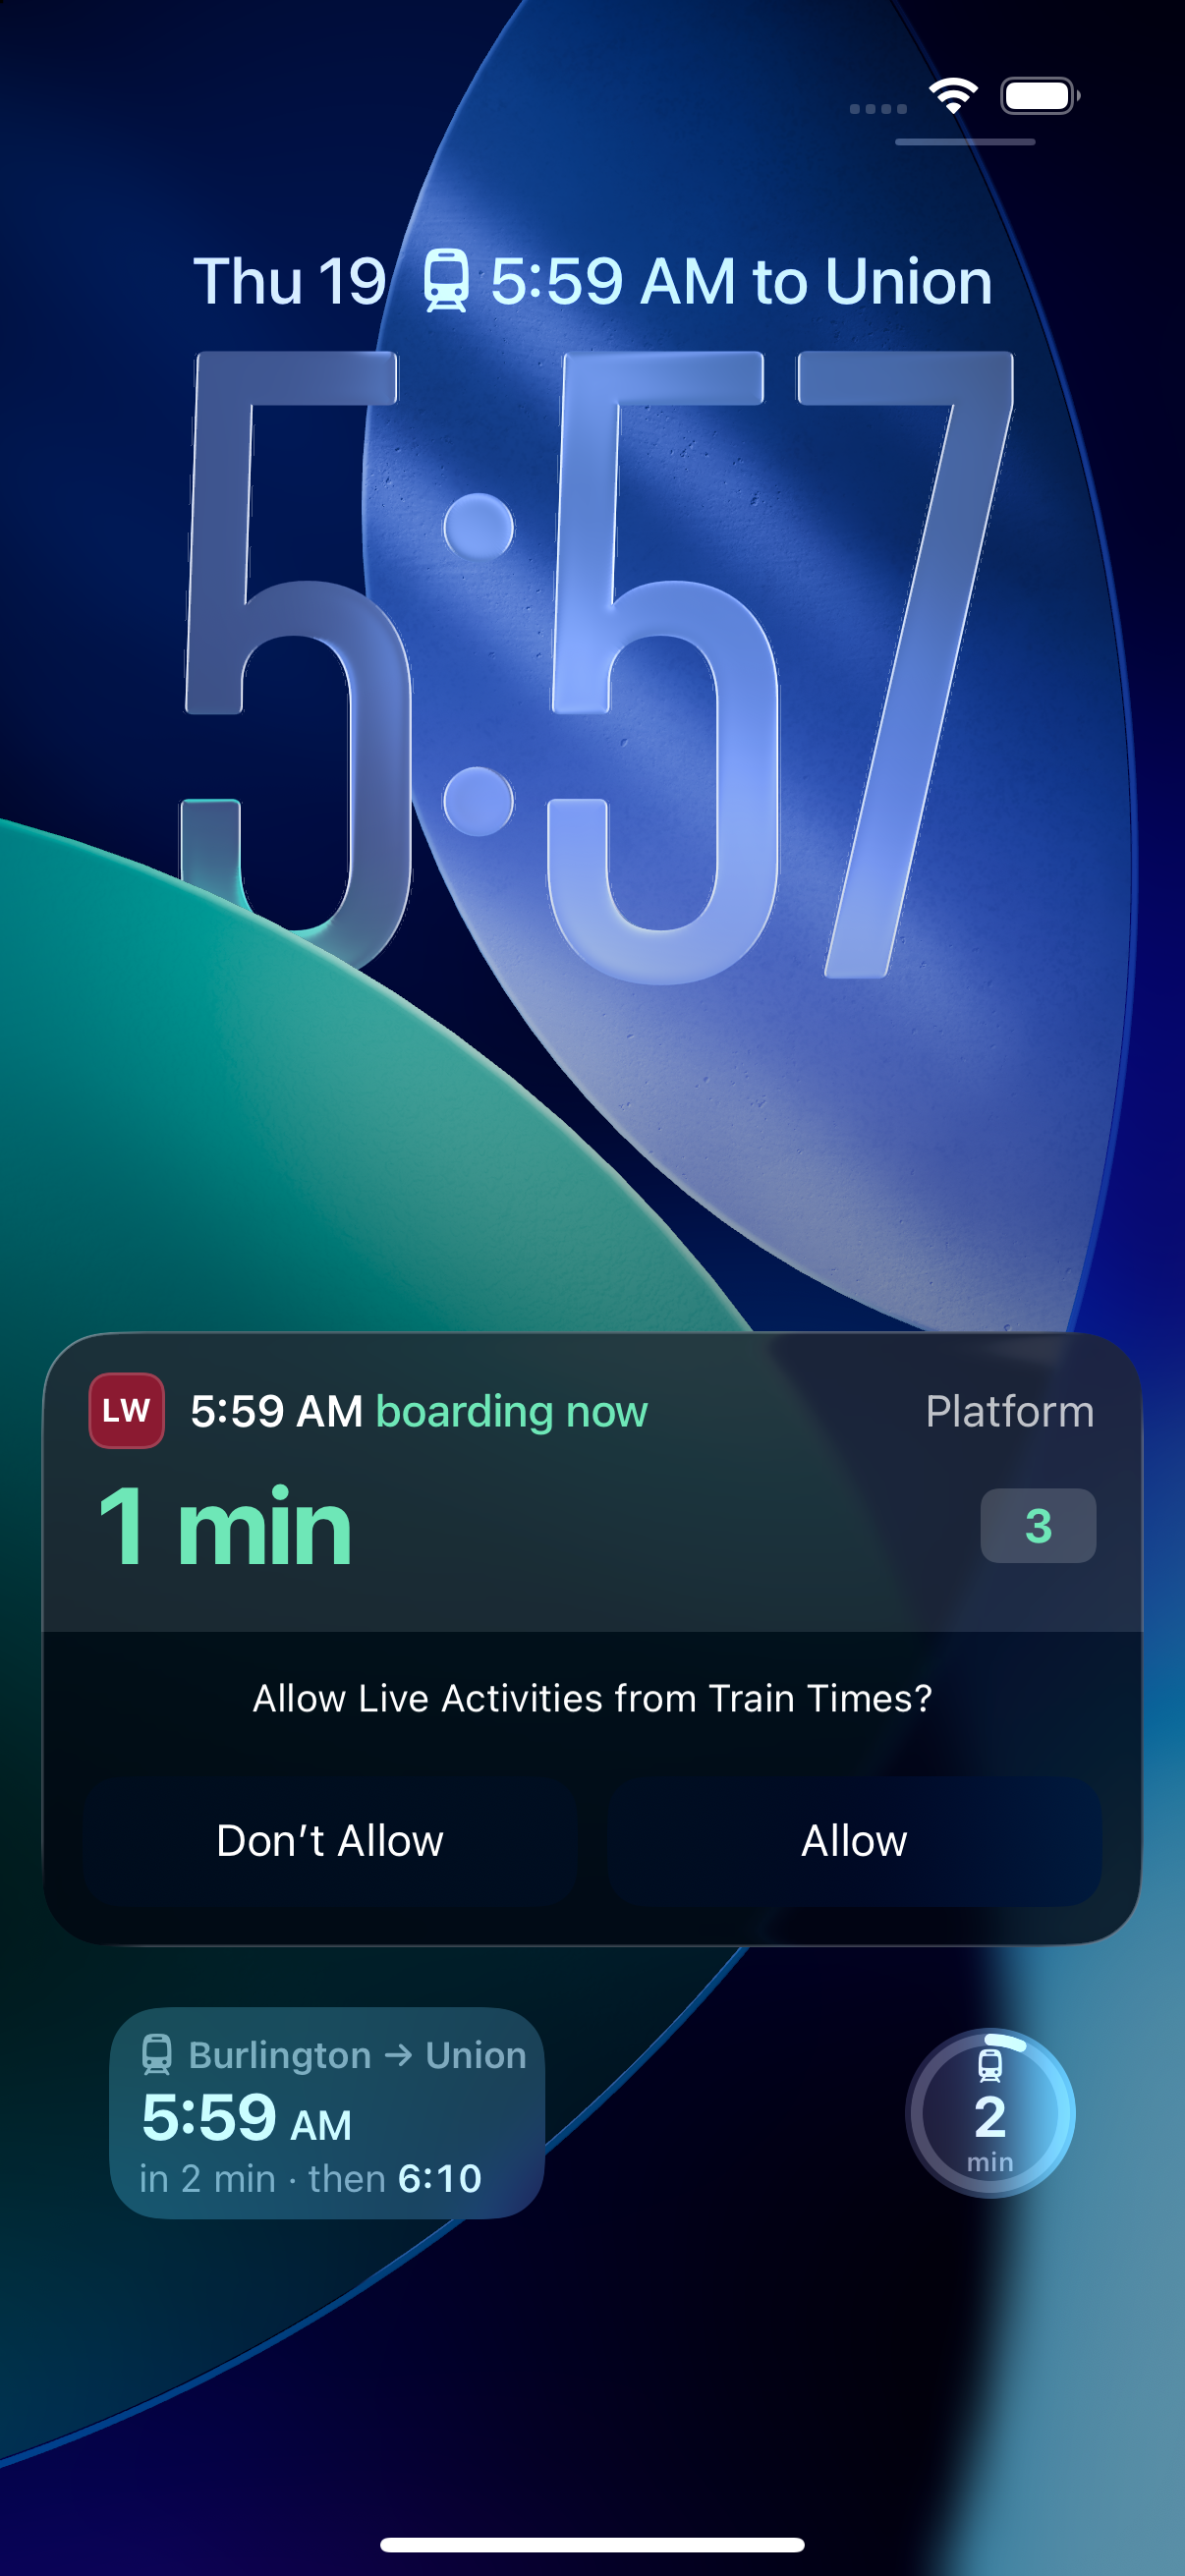 Thu 19 5:59 AM to Union
5:57
LW 5:59 AM boarding now Platform
1 min 3
Allow Live Activities from Train Times?
Don’t Allow Allow
Burlington → Union
5:59 AM
in 2 min · then 6:10
2
min